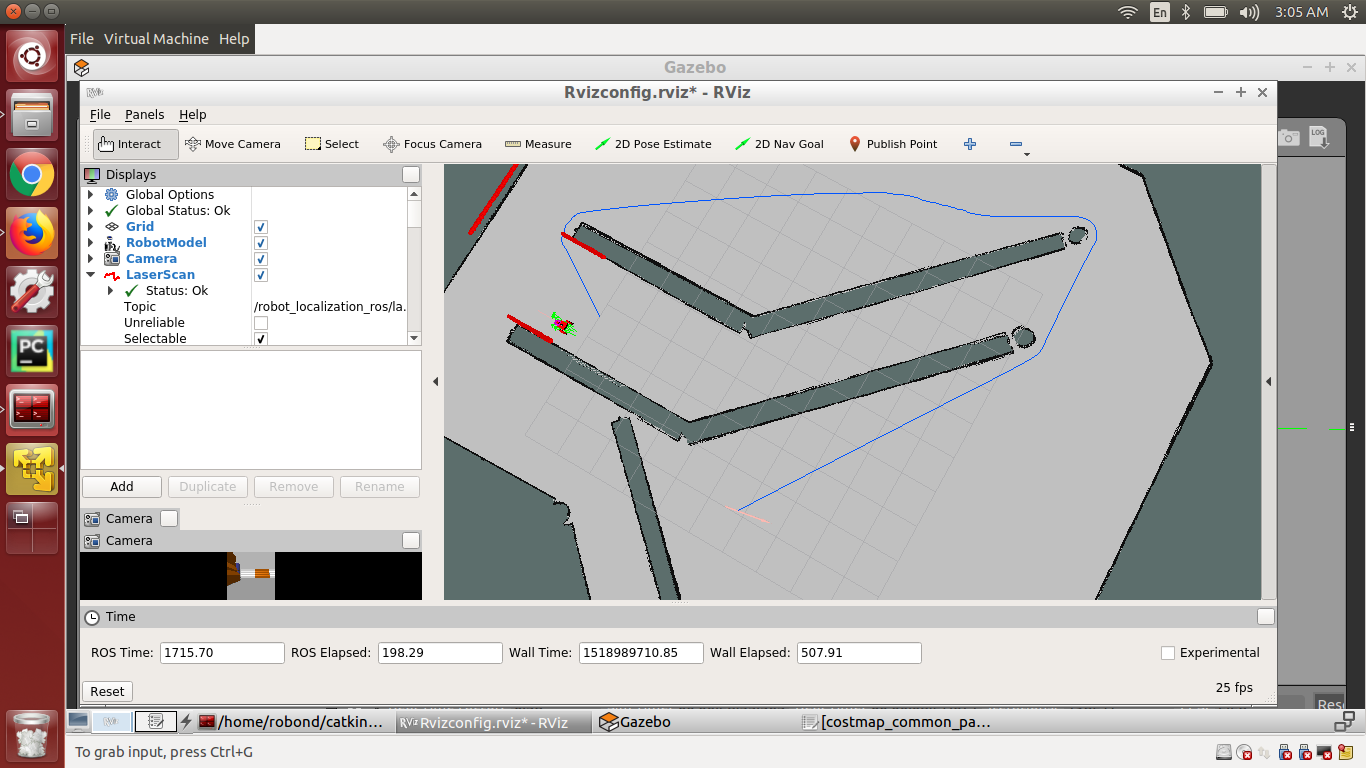 En
3:05 AM
File Virtual Machine Help
Gazebo
Rvizconfig.rviz* - RViz
File Panels Help
Interact Move Camera Select Focus Camera Measure 2D Pose Estimate 2D Nav Goal Publish Point
LOG
Displays
Global Options
Global Status: Ok
Grid
RobotModel
Camera
LaserScan
Status: Ok
Topic /robot_localization_ros/la.
Unreliable
Selectable
PC
Add Duplicate Remove Rename
Camera
Camera
Time
ROS Time: 1715.70 ROS Elapsed: 198.29 Wall Time: 1518989710.85 Wall Elapsed: 507.91 Experimental
Reset 25 fps
/home/robond/catkin... Rvizconfig.rviz* - RViz Gazebo [costmap_common_pa...
To grab input, press Ctrl+G